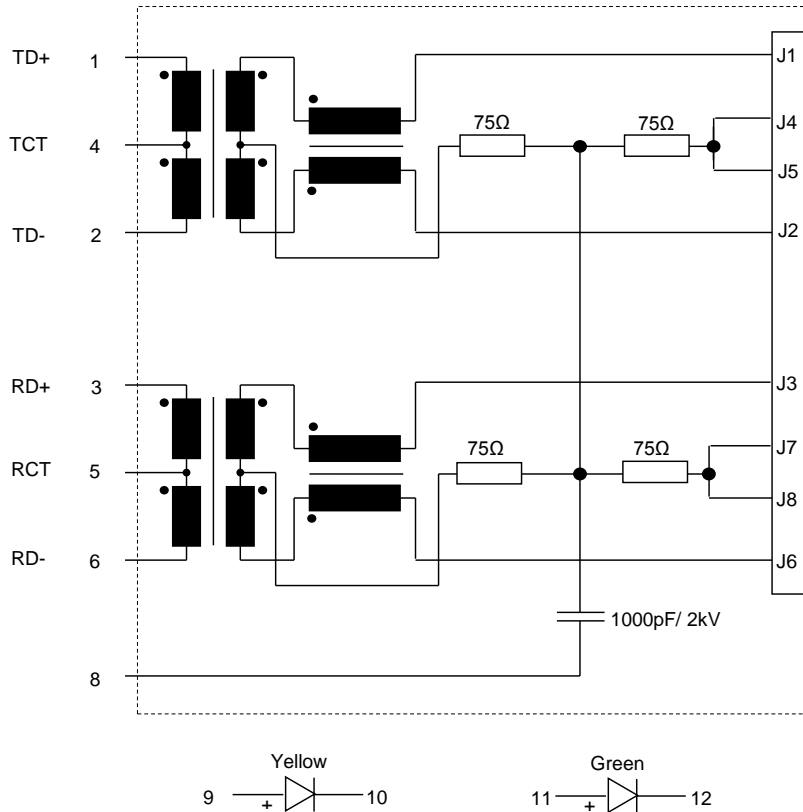 TD+ 1 J1
75Ω 75Ω J4
TCT 4
J5
TD- 2 J2
RD+ 3 J3
75Ω 75Ω J7
RCT 5
J8
RD- 6 J6
1000pF/ 2kV
8
Yellow Green
9 + 10 11 + 12